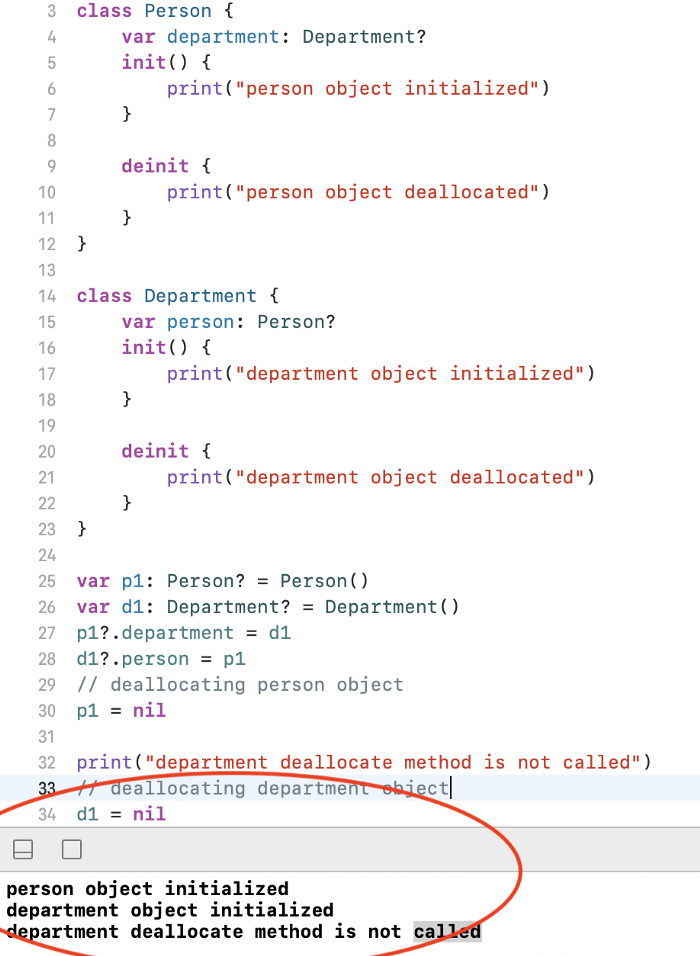 3 class Person {
4 var department: Department?
5 init() {
6 print("person object initialized")
7 }
8
9 deinit {
10 print("person object deallocated")
11 }
12 }
13
14 class Department {
15 var person: Person?
16 init() {
17 print("department object initialized")
18 }
19
20 deinit {
21 print("department object deallocated")
22 }
23 }
24
25 var p1: Person? = Person()
26 var d1: Department? = Department()
27 p1?.department = d1
28 d1?.person = p1
29 // deallocating person object
30 p1 = nil
31
32 print("department deallocate method is not called")
33 // deallocating department object
34 d1 = nil
person object initialized
department object initialized
department deallocate method is not called